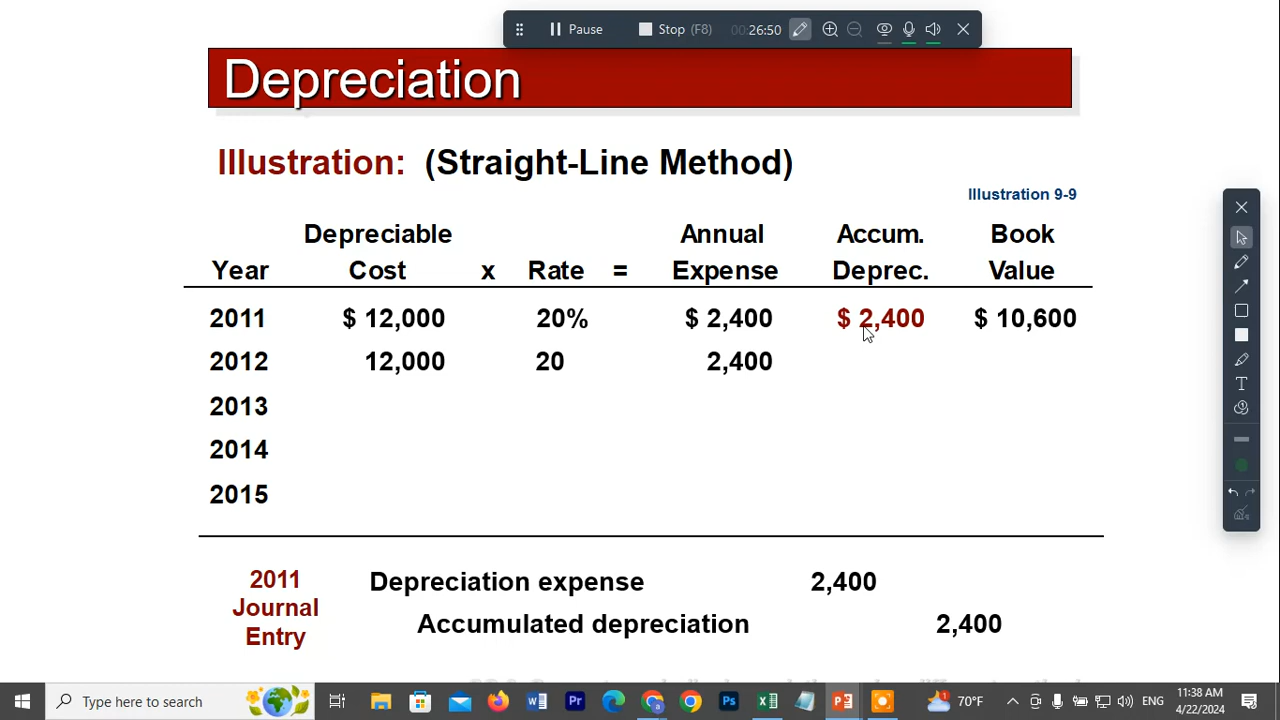 Pause
Stop (F8)
00:26:50
Depreciation
Illustration: (Straight-Line Method)
Illustration 9-9
Depreciable Annual Accum. Book
Year Cost x Rate = Expense Deprec. Value
2011 $ 12,000 20% $ 2,400 $ 2,400 $ 10,600
2012 12,000 20 2,400
2013
2014
2015
2011
Journal
Entry
Depreciation expense 2,400
Accumulated depreciation 2,400
Type here to search
70°F
ENG
11:38 AM
4/22/2024